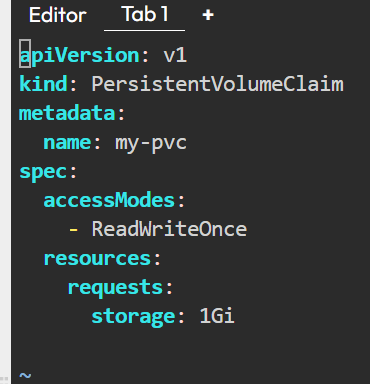 Editor Tab 1 +
apiVersion: v1
kind: PersistentVolumeClaim
metadata:
  name: my-pvc
spec:
  accessModes:
    - ReadWriteOnce
  resources:
    requests:
      storage: 1Gi
~